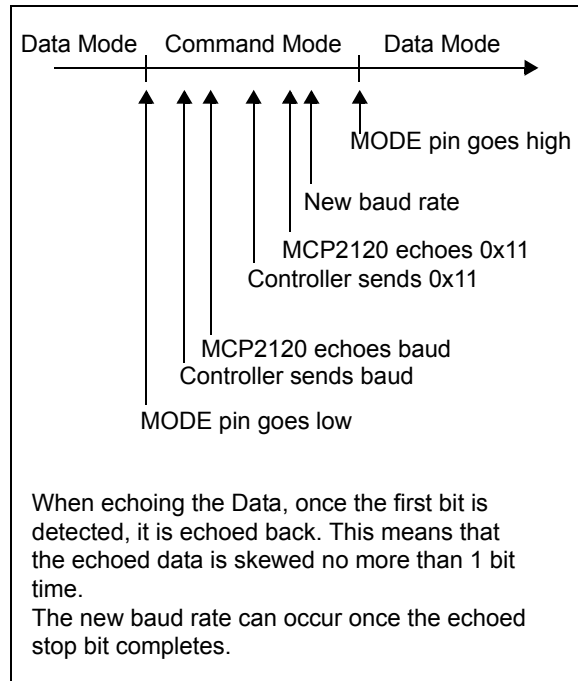 Data Mode
Command Mode
Data Mode
MODE pin goes high
New baud rate
MCP2120 echoes 0x11
Controller sends 0x11
MCP2120 echoes baud
Controller sends baud
MODE pin goes low
When echoing the Data, once the first bit is
detected, it is echoed back. This means that
the echoed data is skewed no more than 1 bit
time.
The new baud rate can occur once the echoed
stop bit completes.